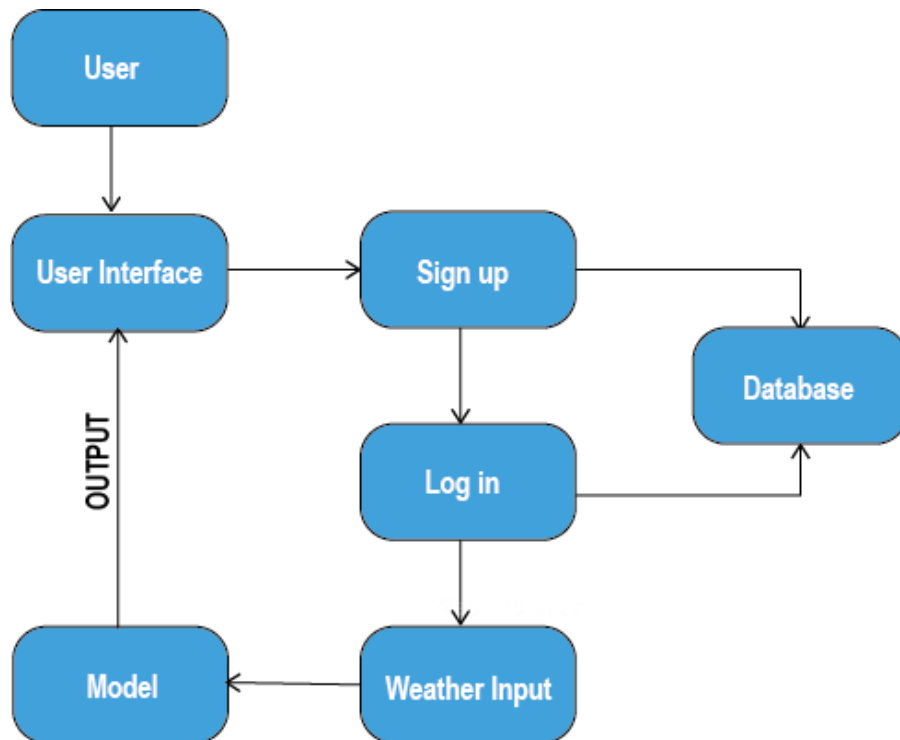 User
User Interface
Sign up
Database
Log in
OUTPUT
Model
Weather Input